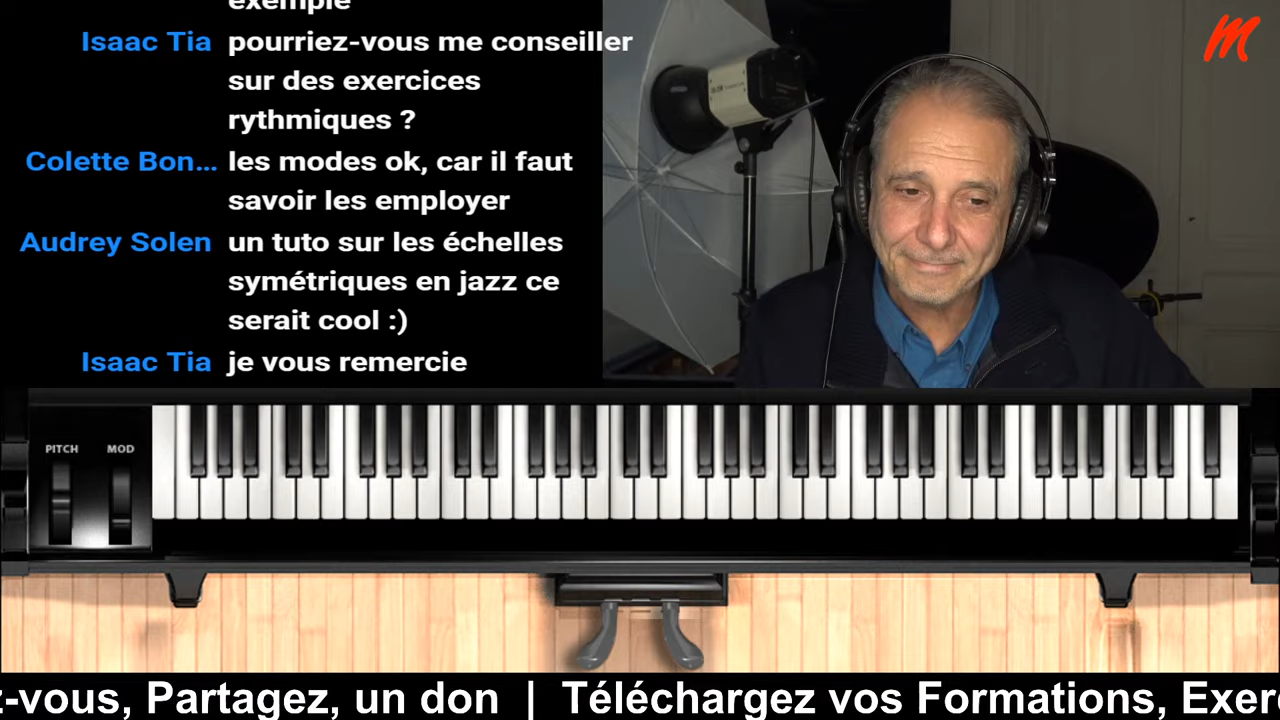 exemple
Isaac Tia pourriez-vous me conseiller
sur des exercices
rythmiques ?
Colette Bon... les modes ok, car il faut
savoir les employer
Audrey Solen un tuto sur les échelles
symétriques en jazz ce
serait cool :)
Isaac Tia je vous remercie
M
PITCH MOD
z-vous, Partagez, un don | Téléchargez vos Formations, Exer